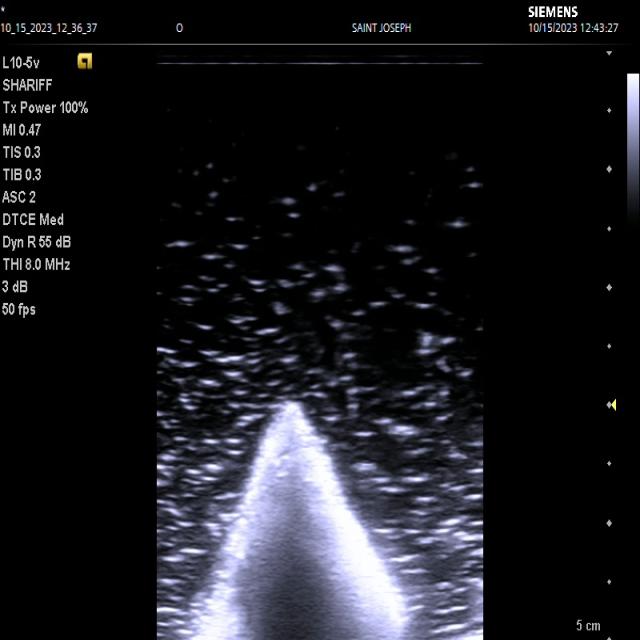 SIEMENS
10_15_2023_12_36_37 O SAINT JOSEPH 10/15/2023 12:43:27
L10-5v
SHARIFF
Tx Power 100%
MI 0.47
TIS 0.3
TIB 0.3
ASC 2
DTCE Med
Dyn R 55 dB
THI 8.0 MHz
3 dB
50 fps
5 cm